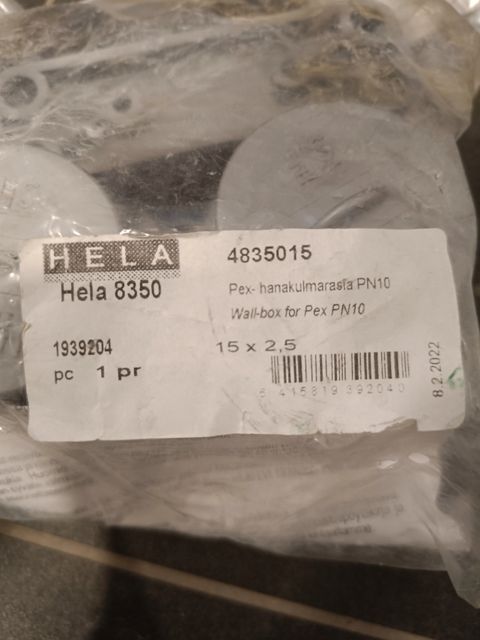 HELA
4835015
Hela 8350
Pex- hanakulmarasia PN10
Wall-box for Pex PN10
1939204
15 x 2,5
pc 1 pr
6 415819 392040
8.2.2022